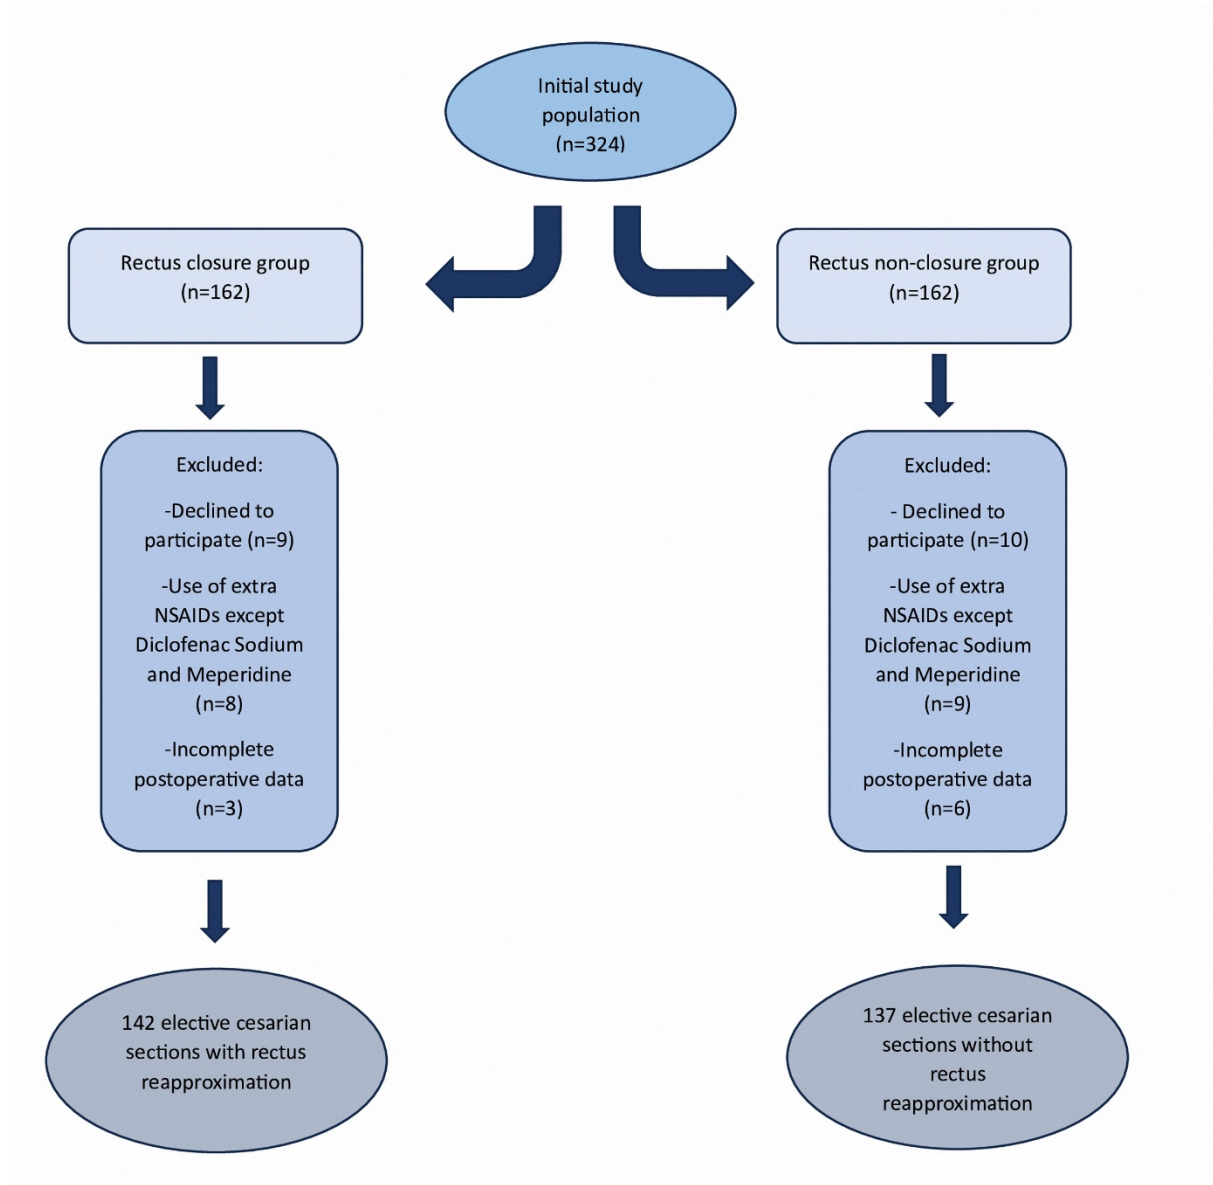 Initial study
population
(n=324)
Rectus closure group
(n=162)
Rectus non-closure group
(n=162)
Excluded:
-Declined to
participate (n=9)
-Use of extra
NSAIDs except
Diclofenac Sodium
and Meperidine
(n=8)
-Incomplete
postoperative data
(n=3)
Excluded:
- Declined to
participate (n=10)
-Use of extra
NSAIDs except
Diclofenac Sodium
and Meperidine
(n=9)
-Incomplete
postoperative data
(n=6)
142 elective cesarian
sections with rectus
reapproximation
137 elective cesarian
sections without
rectus
reapproximation